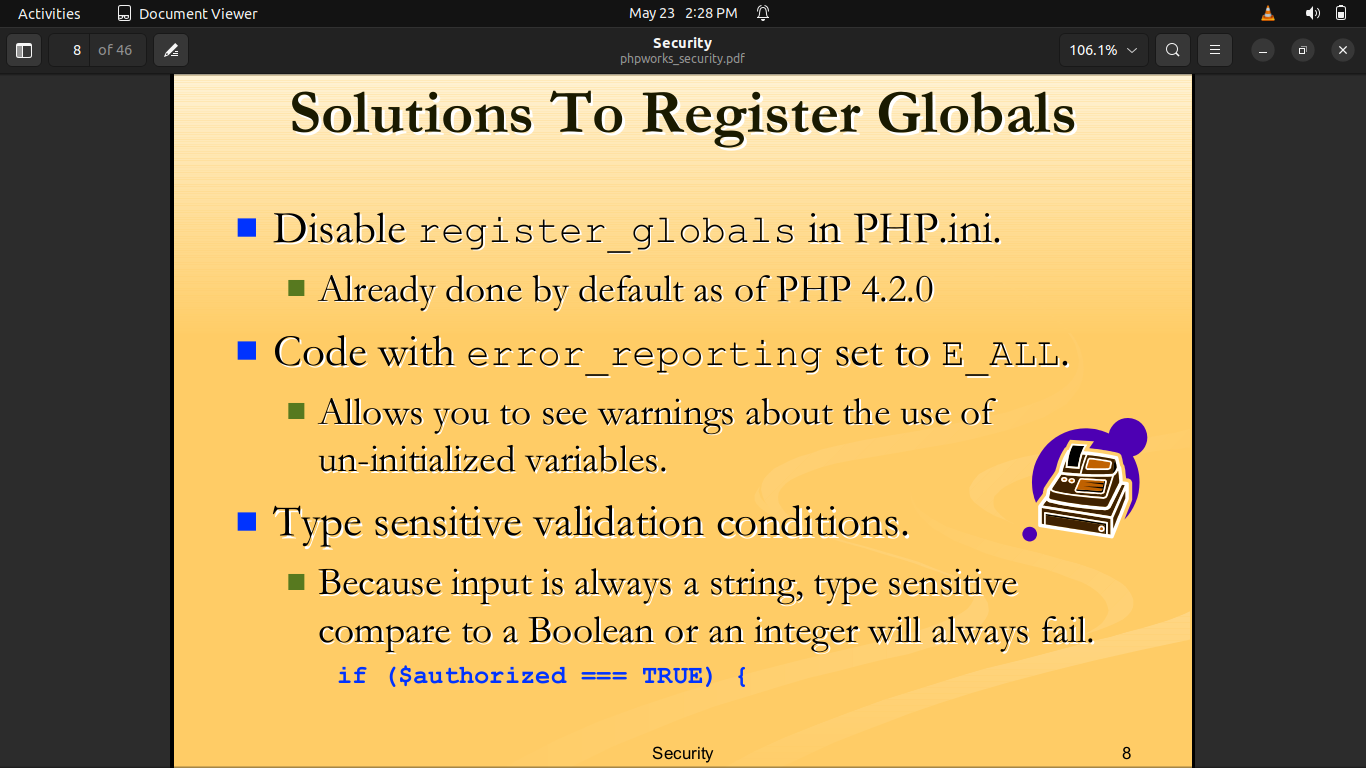 Activities
Document Viewer
May 23 2:28 PM
8 of 46
Security
phpworks_security.pdf
106.1%
Solutions To Register Globals
Disable register_globals in PHP.ini.
Already done by default as of PHP 4.2.0
Code with error_reporting set to E_ALL.
Allows you to see warnings about the use of
un-initialized variables.
Type sensitive validation conditions.
Because input is always a string, type sensitive
compare to a Boolean or an integer will always fail.
if ($authorized === TRUE) {
Security
8